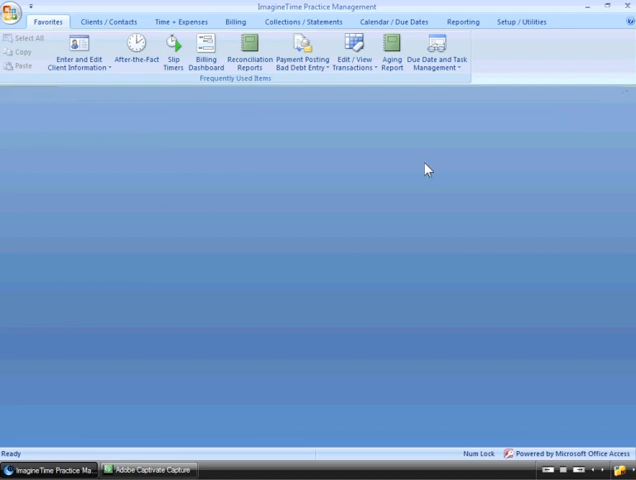 ImagineTime Practice Management
Favorites Clients / Contacts Time + Expenses Billing Collections / Statements Calendar / Due Dates Reporting Setup / Utilities
Select All
Copy
Paste
Enter and Edit
Client Information
After-the-Fact
Slip
Timers
Billing
Dashboard
Reconciliation
Reports
Payment Posting
Bad Debt Entry
Edit / View
Transactions
Aging
Report
Due Date and Task
Management
Frequently Used Items
Ready
Num Lock
Powered by Microsoft Office Access
ImagineTime Practice Ma...
Adobe Captivate Capture